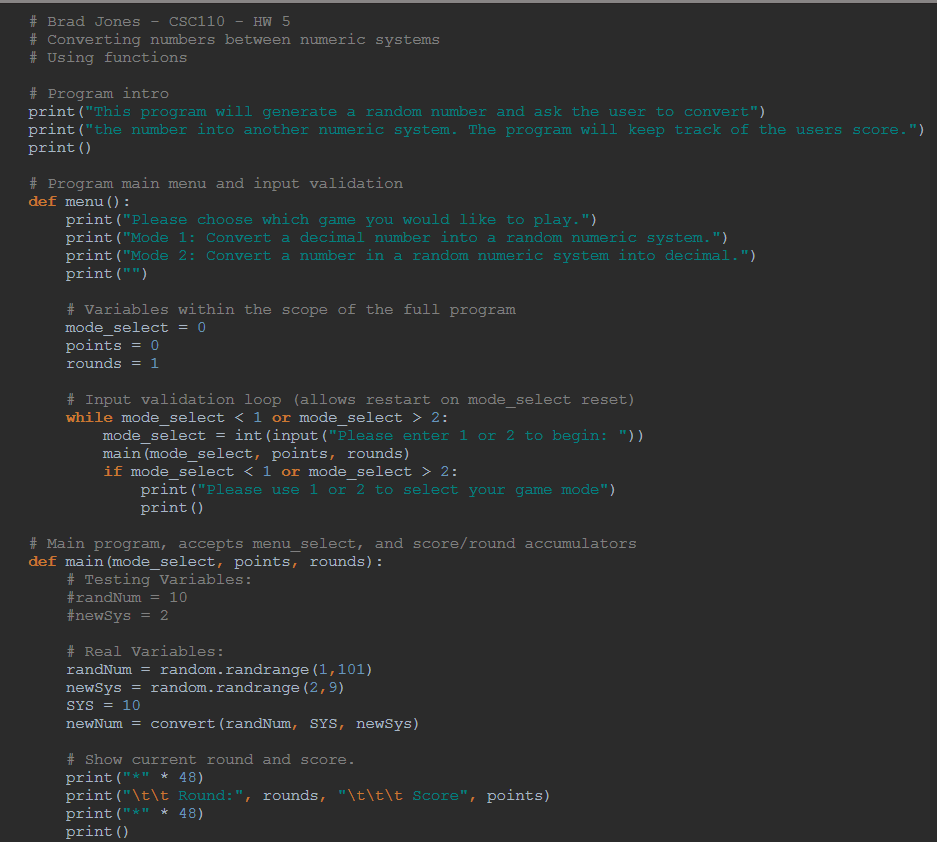 # Brad Jones - CSC110 - HW 5
# Converting numbers between numeric systems
# Using functions

# Program intro
print("This program will generate a random number and ask the user to convert")
print("the number into another numeric system. The program will keep track of the users score.")
print()

# Program main menu and input validation
def menu():
    print("Please choose which game you would like to play.")
    print("Mode 1: Convert a decimal number into a random numeric system.")
    print("Mode 2: Convert a number in a random numeric system into decimal.")
    print("")

    # Variables within the scope of the full program
    mode_select = 0
    points = 0
    rounds = 1

    # Input validation loop (allows restart on mode_select reset)
    while mode_select < 1 or mode_select > 2:
        mode_select = int(input("Please enter 1 or 2 to begin: "))
        main(mode_select, points, rounds)
        if mode_select < 1 or mode_select > 2:
            print("Please use 1 or 2 to select your game mode")
            print()

# Main program, accepts menu_select, and score/round accumulators
def main(mode_select, points, rounds):
    # Testing Variables:
    #randNum = 10
    #newSys = 2

    # Real Variables:
    randNum = random.randrange(1,101)
    newSys = random.randrange(2,9)
    SYS = 10
    newNum = convert(randNum, SYS, newSys)

    # Show current round and score.
    print("*" * 48)
    print("\t\t Round:", rounds, "\t\t\t Score", points)
    print("*" * 48)
    print()